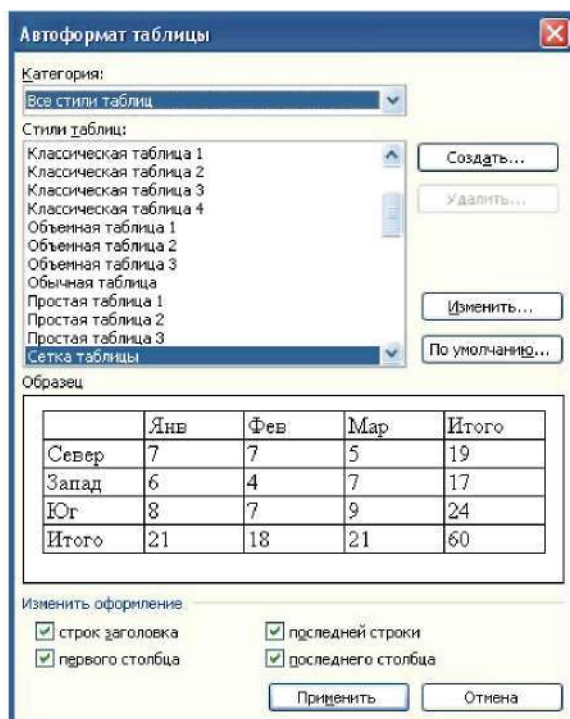 Автоформат таблицы
Категория:
Все стили таблиц
Стили таблиц:
Классическая таблица 1
Классическая таблица 2
Классическая таблица 3
Классическая таблица 4
Объемная таблица 1
Объемная таблица 2
Объемная таблица 3
Обычная таблица
Простая таблица 1
Простая таблица 2
Простая таблица 3
Сетка таблицы
Создать...
Удалить...
Изменить...
По умолчанию...
Образец
Янв Фев Мар Итого
Север 7 7 5 19
Запад 6 4 7 17
Юг 8 7 9 24
Итого 21 18 21 60
Изменить оформление
строк заголовка последней строки
первого столбца последнего столбца
Применить Отмена